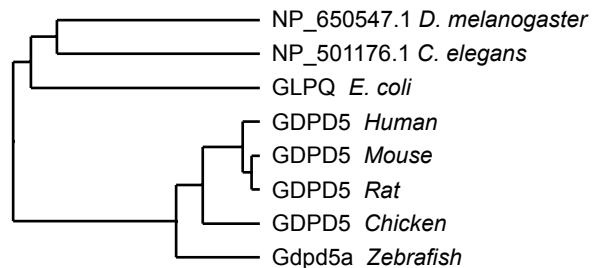 NP_650547.1 D. melanogaster
NP_501176.1 C. elegans
GLPQ E. coli
GDPD5 Human
GDPD5 Mouse
GDPD5 Rat
GDPD5 Chicken
Gdpd5a Zebrafish